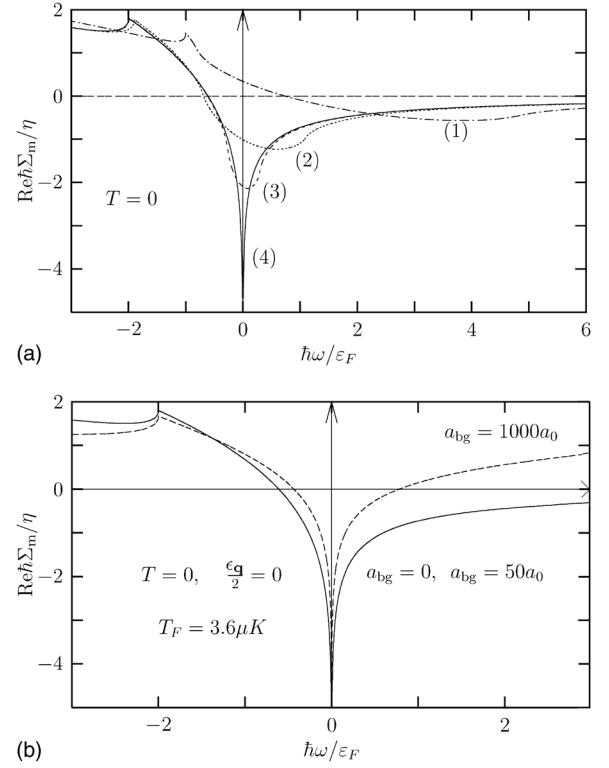 2
0
−2
−4
ReħΣm/η
T = 0
(1)
(2)
(3)
(4)
−2 0 2 4 6
(a) ħω/εF
2
0
−2
−4
ReħΣm/η
abg = 1000a0
T = 0, ϵq/2 = 0
abg = 0, abg = 50a0
TF = 3.6μK
−2 0 2
(b) ħω/εF